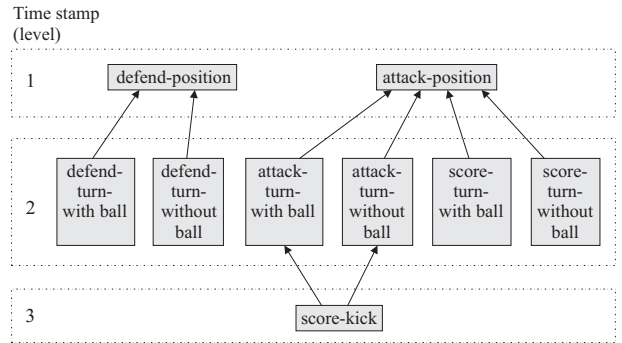 Time stamp
(level)
1
defend-position
attack-position
2
defend-
turn-
with ball
defend-
turn-
without
ball
attack-
turn-
with ball
attack-
turn-
without
ball
score-
turn-
with ball
score-
turn-
without
ball
3
score-kick